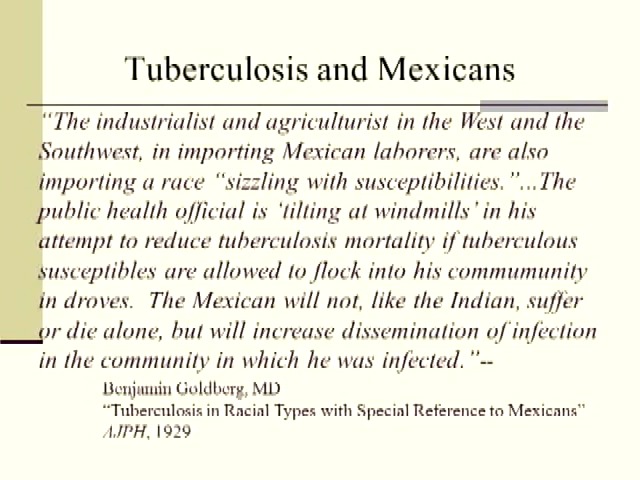 Tuberculosis and Mexicans
“The industrialist and agriculturist in the West and the
Southwest, in importing Mexican laborers, are also
importing a race “sizzling with susceptibilities.”...The
public health official is ‘tilting at windmills’ in his
attempt to reduce tuberculosis mortality if tuberculous
susceptibles are allowed to flock into his commumunity
in droves. The Mexican will not, like the Indian, suffer
or die alone, but will increase dissemination of infection
in the community in which he was infected.”--
Benjamin Goldberg, MD
“Tuberculosis in Racial Types with Special Reference to Mexicans”
AJPH, 1929